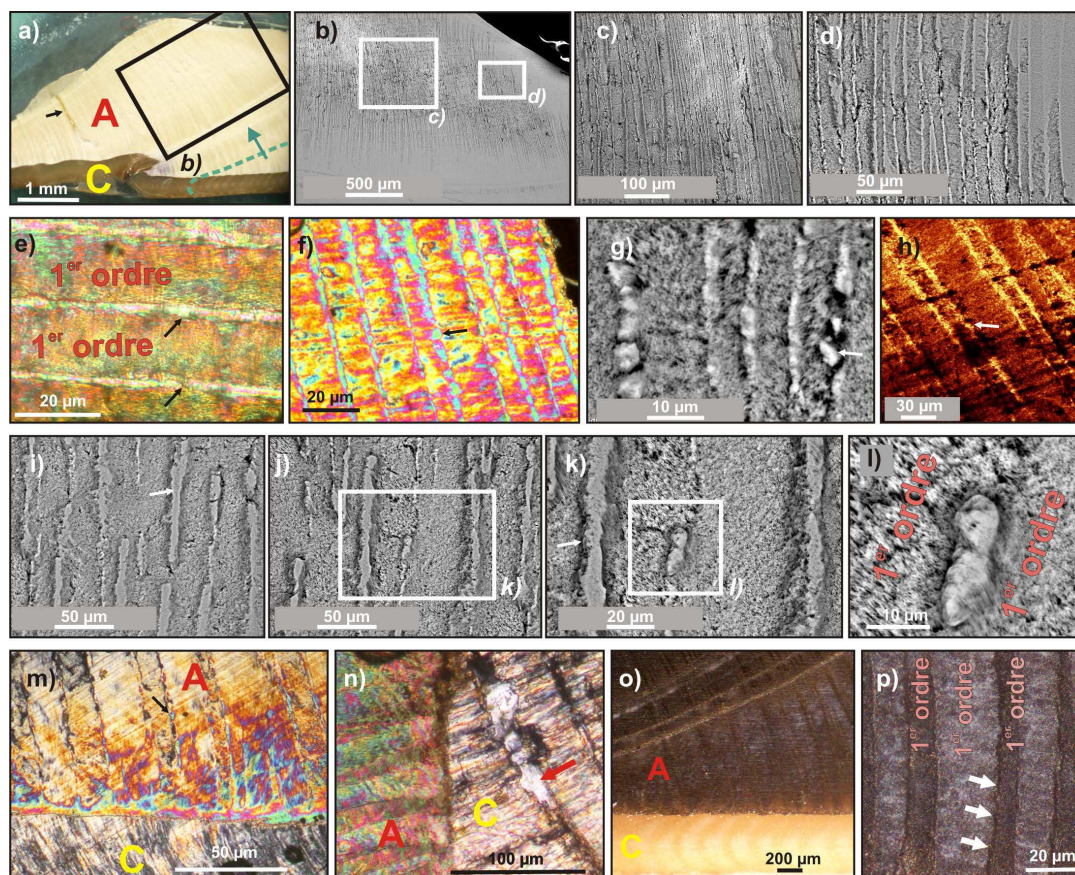 a)
A
b)
C
1 mm
b)
c)
d)
500 µm
c)
100 µm
d)
50 µm
e)
1er ordre
1er ordre
20 µm
f)
20 µm
g)
10 µm
h)
30 µm
i)
50 µm
j)
k)
50 µm
k)
l)
20 µm
l)
1er ordre
1er ordre
10 µm
m)
A
C
50 µm
n)
A
C
100 µm
o)
A
C
200 µm
p)
1er ordre
1er ordre
1er ordre
20 µm